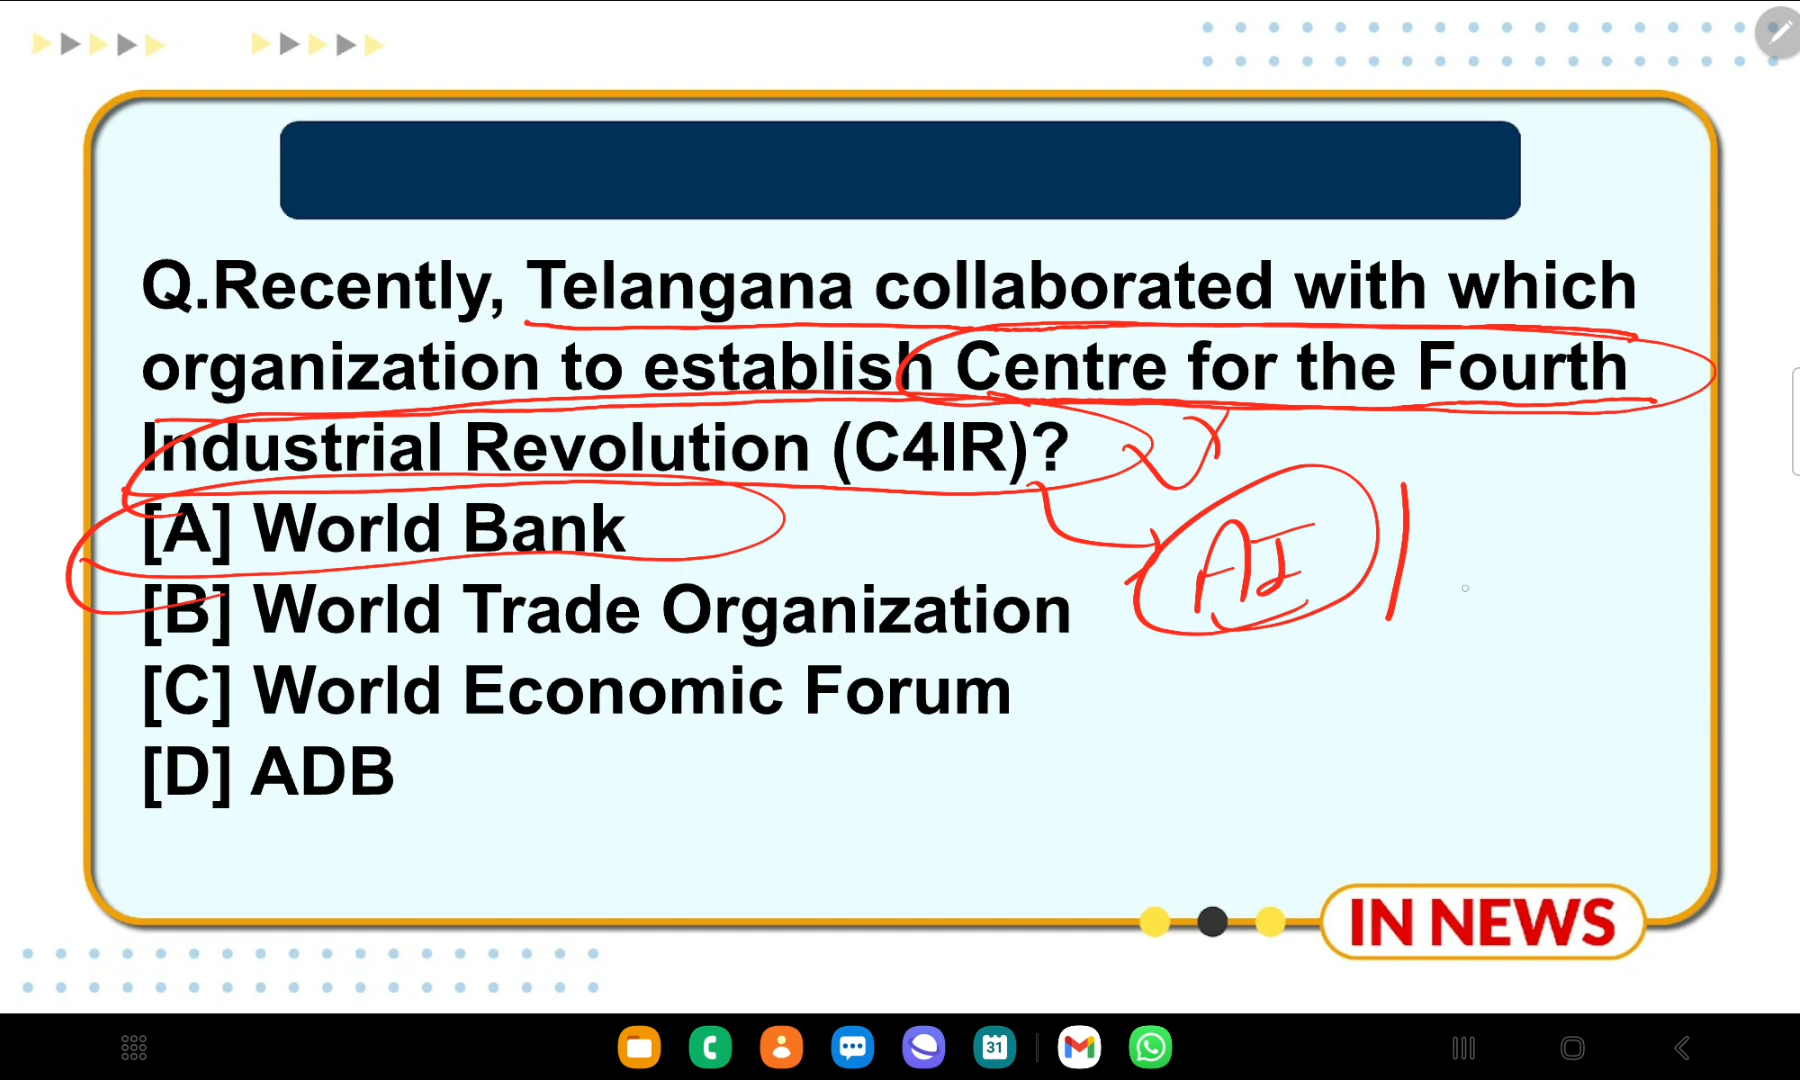 Q.Recently, Telangana collaborated with which
organization to establish Centre for the Fourth
Industrial Revolution (C4IR)?
[A] World Bank
AI
[B] World Trade Organization
[C] World Economic Forum
[D] ADB
IN NEWS
31